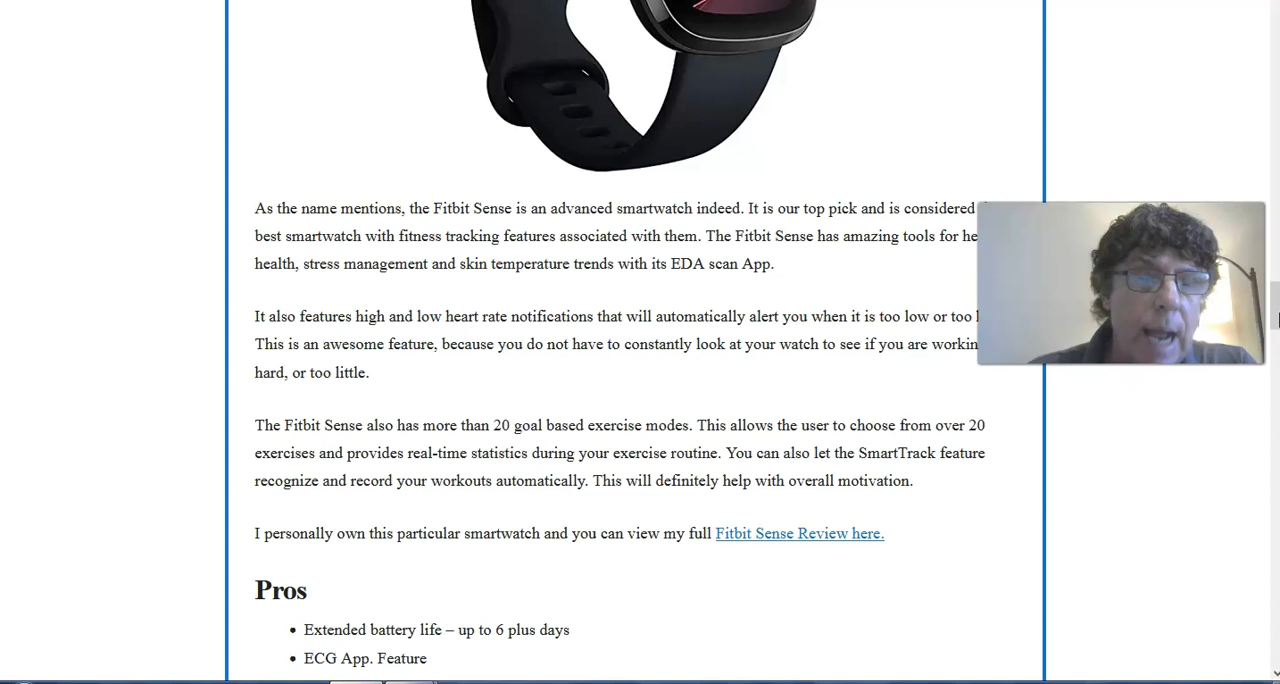 As the name mentions, the Fitbit Sense is an advanced smartwatch indeed. It is our top pick and is considered
best smartwatch with fitness tracking features associated with them. The Fitbit Sense has amazing tools for
health, stress management and skin temperature trends with its EDA scan App.
It also features high and low heart rate notifications that will automatically alert you when it is too low or too
This is an awesome feature, because you do not have to constantly look at your watch to see if you are
hard, or too little.
The Fitbit Sense also has more than 20 goal based exercise modes. This allows the user to choose from over 20
exercises and provides real-time statistics during your exercise routine. You can also let the SmartTrack feature
recognize and record your workouts automatically. This will definitely help with overall motivation.
I personally own this particular smartwatch and you can view my full Fitbit Sense Review here.
Pros
• Extended battery life – up to 6 plus days
• ECG App. Feature